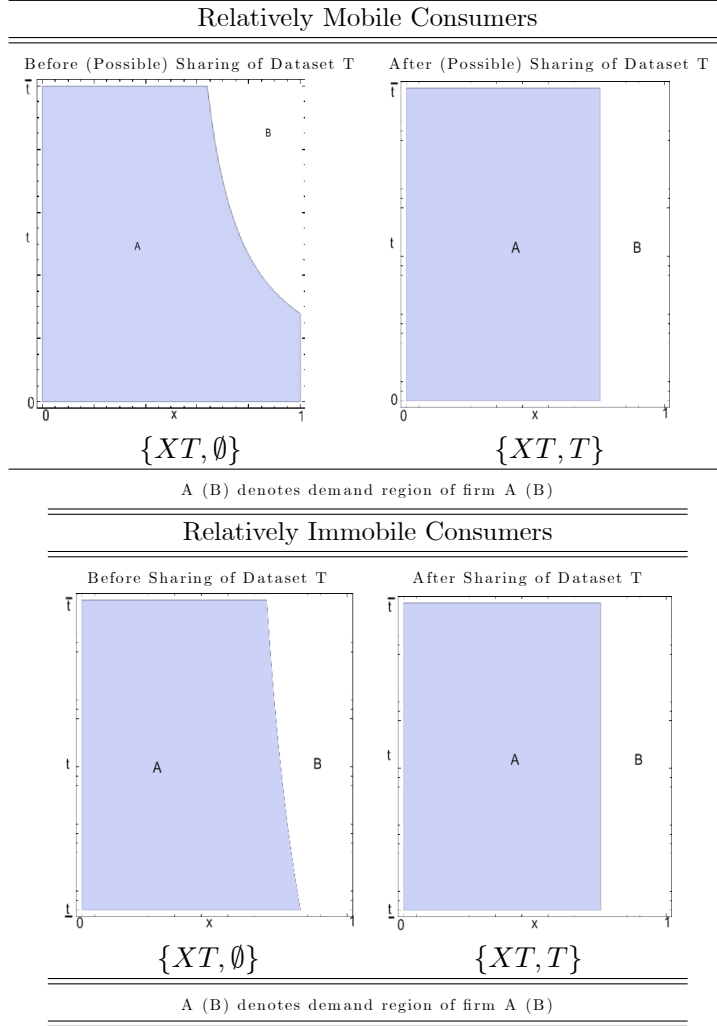 Relatively Mobile Consumers
Before (Possible) Sharing of Dataset T
After (Possible) Sharing of Dataset T
t̄
B
A
t
0
0
x
1
t̄
A
B
t
0
0
x
1
{XT, ∅}
{XT, T}
A (B) denotes demand region of firm A (B)
Relatively Immobile Consumers
Before Sharing of Dataset T
After Sharing of Dataset T
t̄
A
B
t
t̲
0
x
1
t̄
A
B
t
t̲
0
x
1
{XT, ∅}
{XT, T}
A (B) denotes demand region of firm A (B)